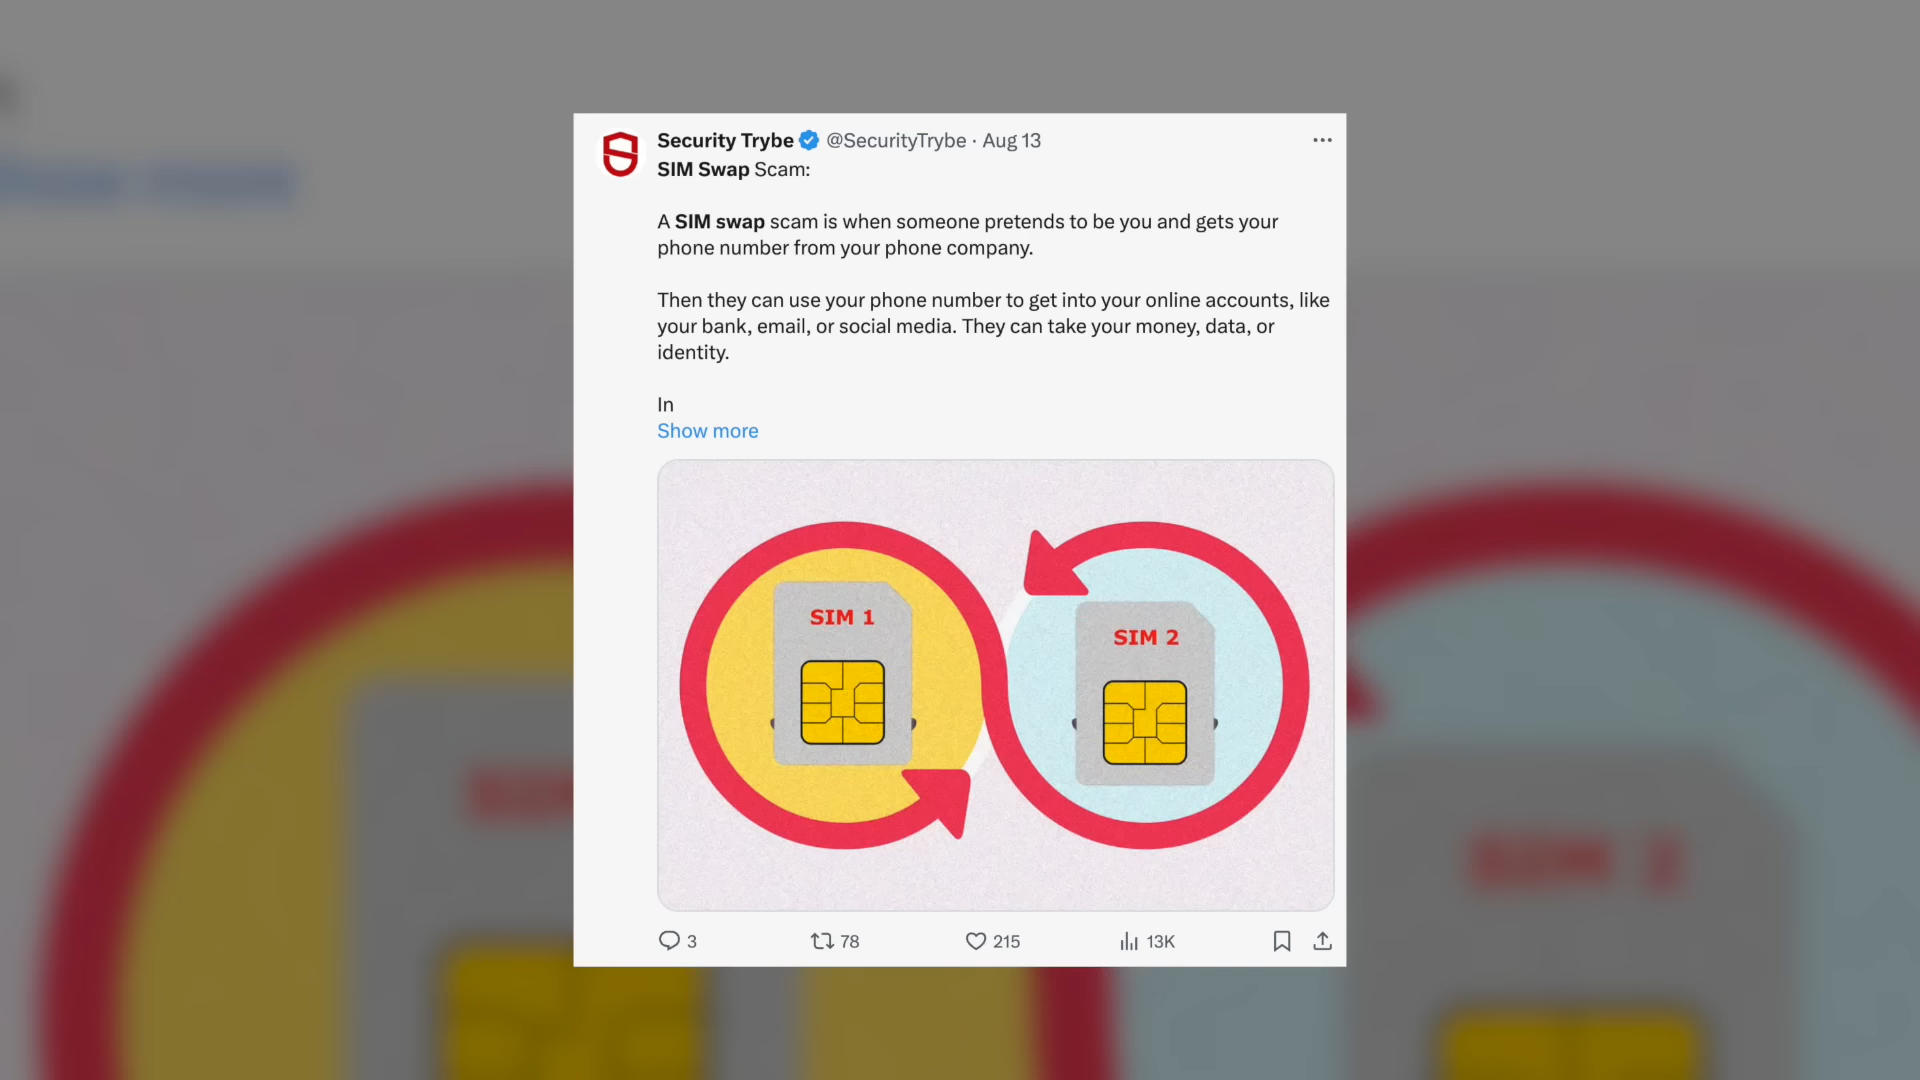 Security Trybe @SecurityTrybe · Aug 13
SIM Swap Scam:
A SIM swap scam is when someone pretends to be you and gets your
phone number from your phone company.
Then they can use your phone number to get into your online accounts, like
your bank, email, or social media. They can take your money, data, or
identity.
In
Show more
SIM 1
SIM 2
3 78 215 13K